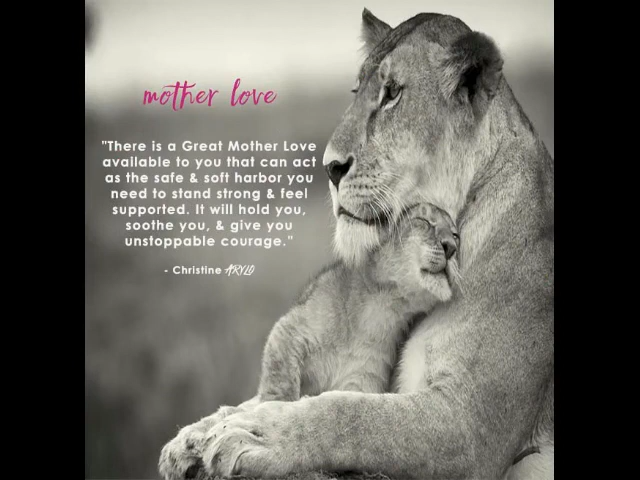 mother love
"There is a Great Mother Love
available to you that can act
as the safe & soft harbor you
need to stand strong & feel
supported. It will hold you,
soothe you, & give you
unstoppable courage."
- Christine ARYLO